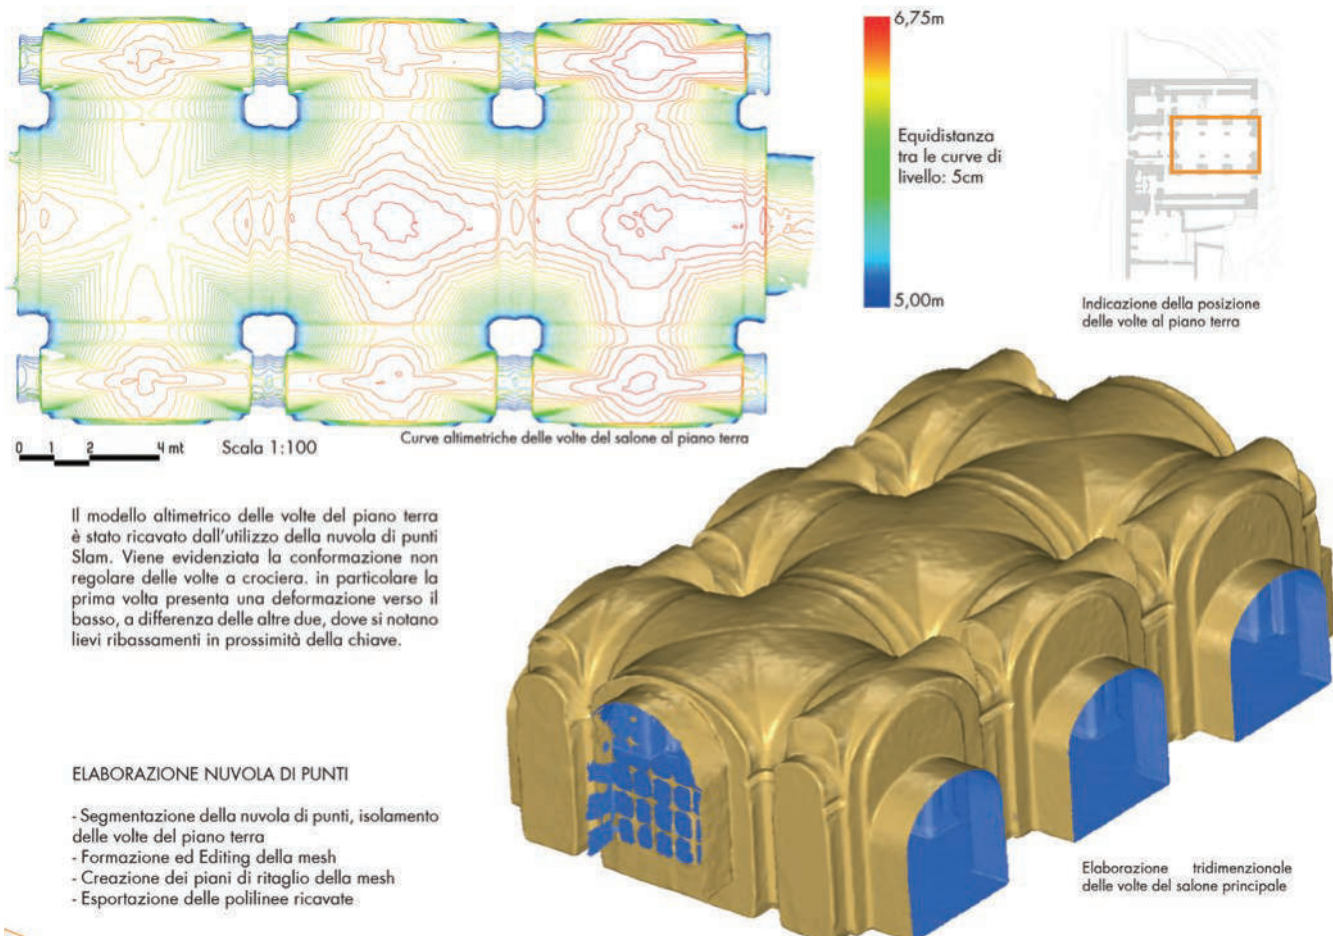 6,75m
Equidistanza
tra le curve di
livello: 5cm
5,00m
Indicazione della posizione
delle volte al piano terra
0 1 2 4 mt
Scala 1:100
Curve altimetriche delle volte del salone al piano terra
Il modello altimetrico delle volte del piano terra
è stato ricavato dall'utilizzo della nuvola di punti
Slam. Viene evidenziata la conformazione non
regolare delle volte a crociera. in particolare la
prima volta presenta una deformazione verso il
basso, a differenza delle altre due, dove si notano
lievi ribassamenti in prossimità della chiave.
ELABORAZIONE NUVOLA DI PUNTI
- Segmentazione della nuvola di punti, isolamento
delle volte del piano terra
- Formazione ed Editing della mesh
- Creazione dei piani di ritaglio della mesh
- Esportazione delle polilinee ricavate
Elaborazione tridimenzionale
delle volte del salone principale